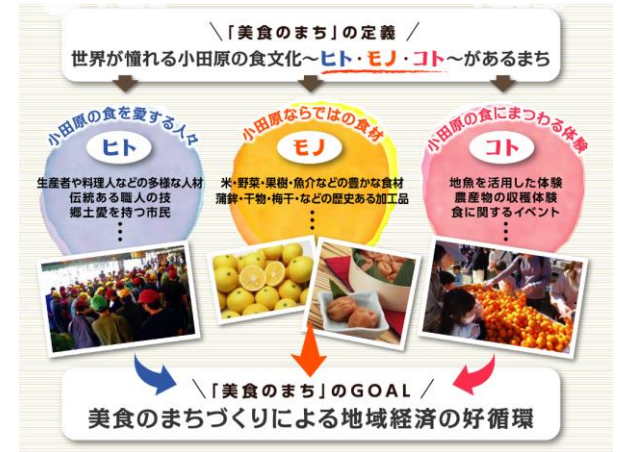 「美食のまち」の定義
世界が憧れる小田原の食文化～ヒト・モノ・コト～があるまち
小田原の食を愛する人々
ヒト
生産者や料理人などの多様な人材
伝統ある職人の技
郷土愛を持つ市民
小田原ならではの食材
モノ
米・野菜・果樹・魚介などの豊かな食材
蒲鉾・干物・梅干・などの歴史ある加工品
小田原の食にまつわる体験
コト
地魚を活用した体験
農産物の収穫体験
食に関するイベント
「美食のまち」のGOAL
美食のまちづくりによる地域経済の好循環